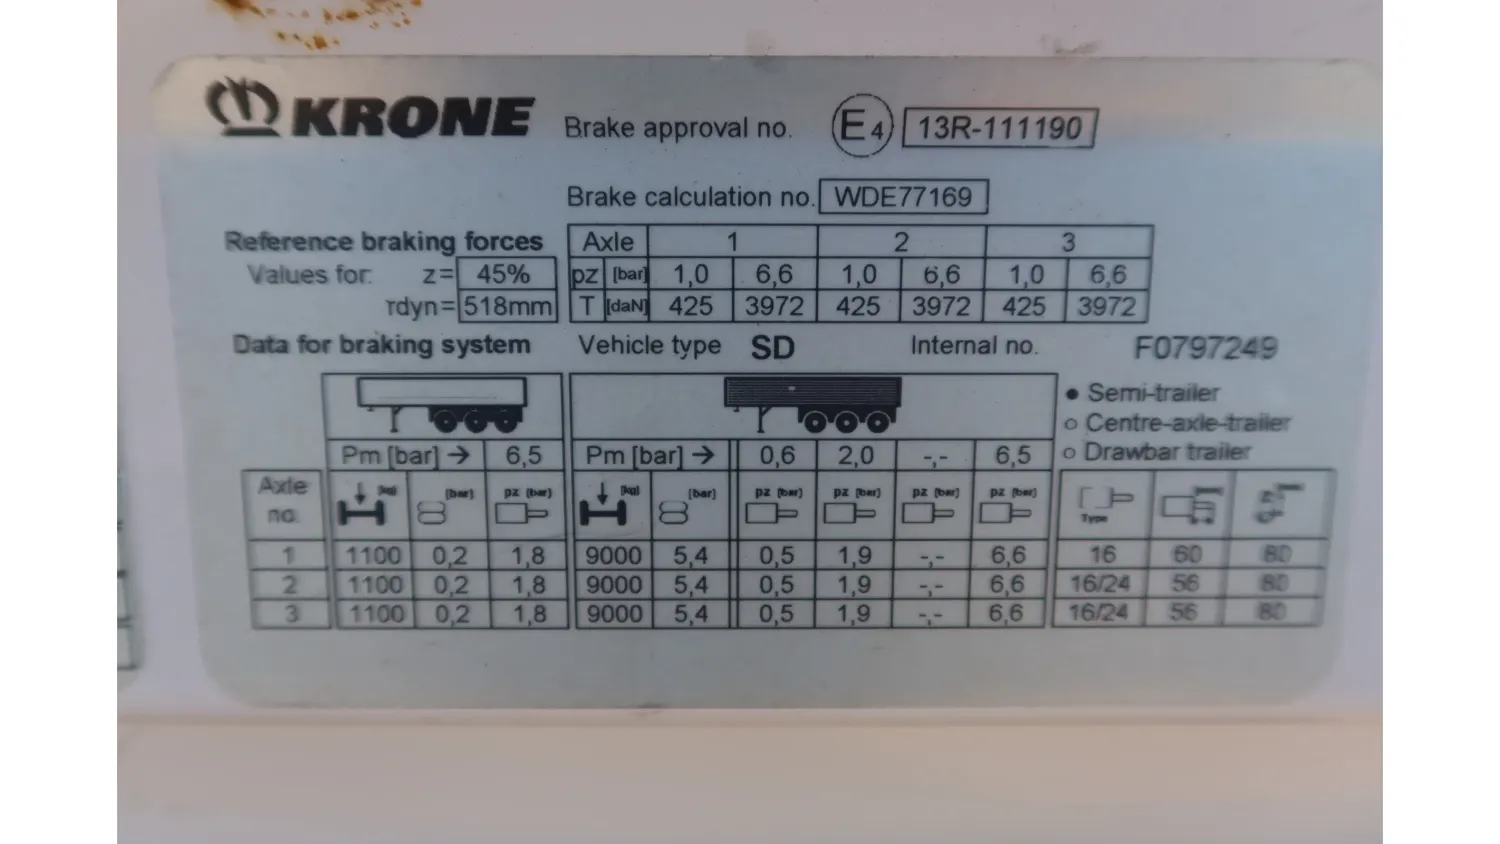 KRONE Brake approval no. E4 13R-111190
Brake calculation no. WDE77169
Reference braking forces Axle 1 2 3
Values for: z= 45% pz [bar] 1,0 6,6 1,0 6,6 1,0 6,6
rdyn= 518mm T [daN] 425 3972 425 3972 425 3972
Data for braking system Vehicle type SD Internal no. F0797249
• Semi-trailer
○ Centre-axle-trailer
○ Drawbar trailer
Pm [bar] → 6,5 Pm [bar] → 0,6 2,0 -,- 6,5
Axle no. [kg] [bar] pz [bar] [kg] [bar] pz [bar] pz [bar] pz [bar] pz [bar] Type
1 1100 0,2 1,8 9000 5,4 0,5 1,9 -,- 6,6 16 60 80
2 1100 0,2 1,8 9000 5,4 0,5 1,9 -,- 6,6 16/24 56 80
3 1100 0,2 1,8 9000 5,4 0,5 1,9 -,- 6,6 16/24 56 80